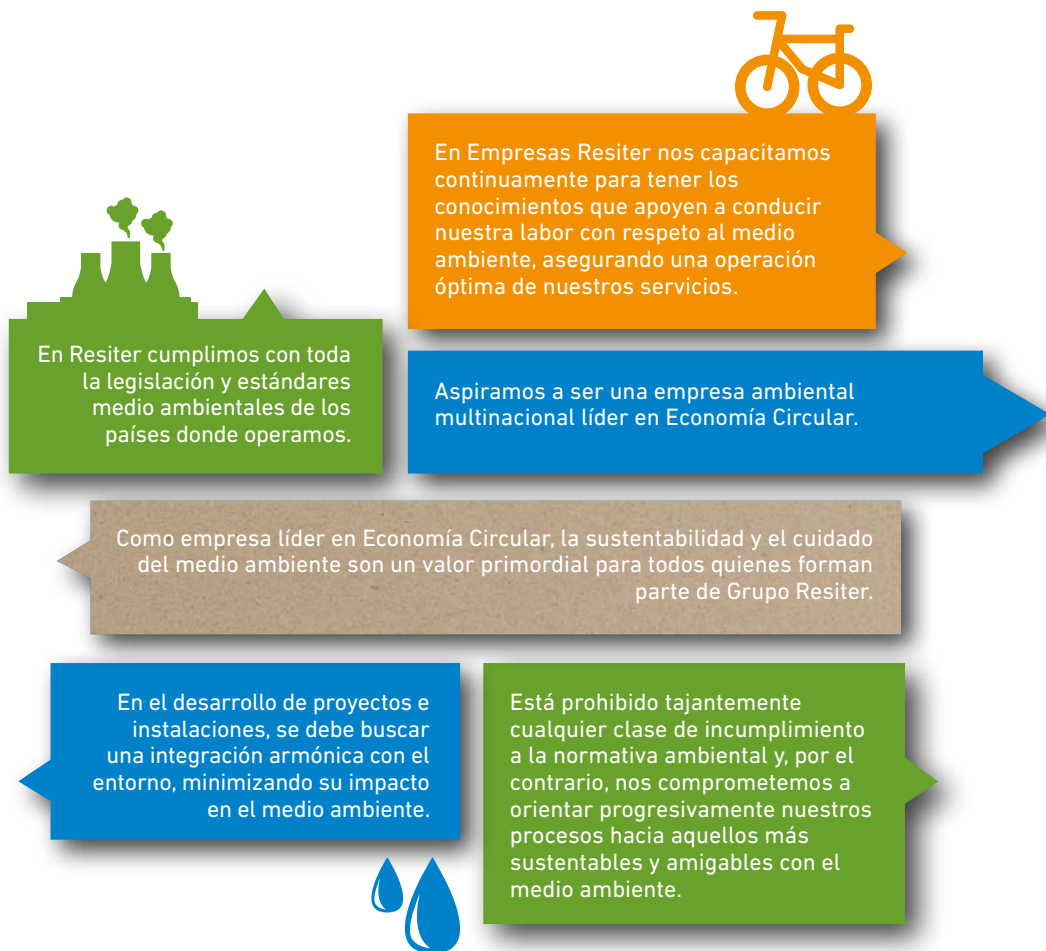 En Empresas Resiter nos capacitamos
continuamente para tener los
conocimientos que apoyen a conducir
nuestra labor con respeto al medio
ambiente, asegurando una operación
óptima de nuestros servicios.
En Resiter cumplimos con toda
la legislación y estándares
medio ambientales de los
países donde operamos.
Aspiramos a ser una empresa ambiental
multinacional líder en Economía Circular.
Como empresa líder en Economía Circular, la sustentabilidad y el cuidado
del medio ambiente son un valor primordial para todos quienes forman
parte de Grupo Resiter.
En el desarrollo de proyectos e
instalaciones, se debe buscar
una integración armónica con el
entorno, minimizando su impacto
en el medio ambiente.
Está prohibido tajantemente
cualquier clase de incumplimiento
a la normativa ambiental y, por el
contrario, nos comprometemos a
orientar progresivamente nuestros
procesos hacia aquellos más
sustentables y amigables con el
medio ambiente.